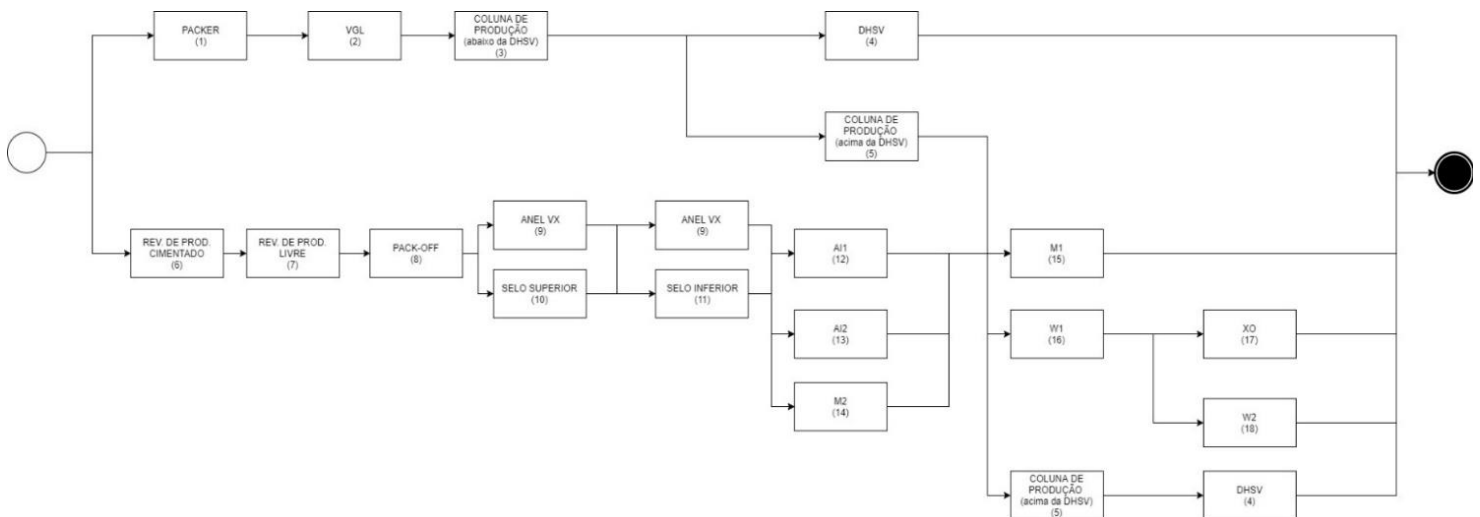 PACKER
(1)
VGL
(2)
COLUNA DE
PRODUÇÃO
(abaixo da DHSV)
(3)
DHSV
(4)
COLUNA DE
PRODUÇÃO
(acima da DHSV)
(5)
REV. DE PROD.
CIMENTADO
(6)
REV. DE PROD.
LIVRE
(7)
PACK-OFF
(8)
ANEL VX
(9)
SELO SUPERIOR
(10)
ANEL VX
(9)
SELO INFERIOR
(11)
AI1
(12)
AI2
(13)
M2
(14)
M1
(15)
W1
(16)
XO
(17)
W2
(18)
COLUNA DE
PRODUÇÃO
(acima da DHSV)
(5)
DHSV
(4)